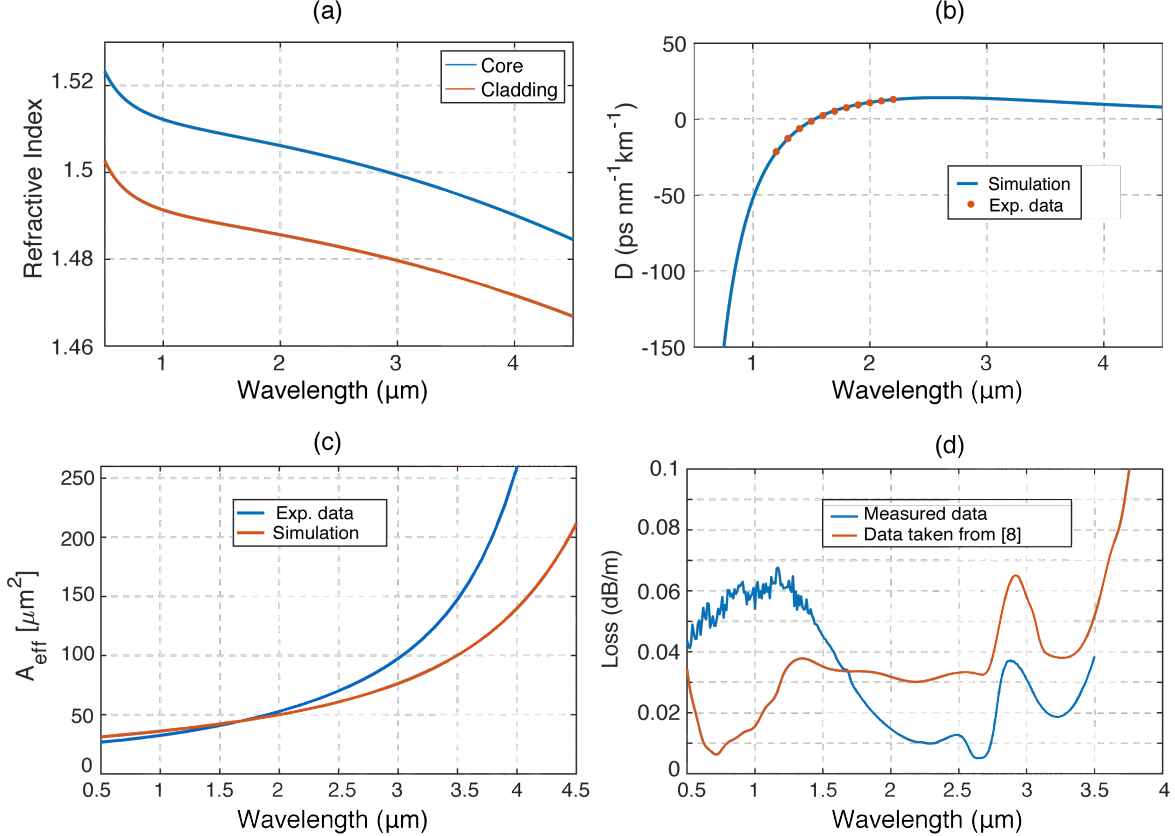 (a)
Refractive Index
1.52
1.5
1.48
1.46
Core
Cladding
1 2 3 4
Wavelength (μm)
(b)
D (ps nm⁻¹km⁻¹)
50
0
-50
-100
-150
Simulation
Exp. data
1 2 3 4
Wavelength (μm)
(c)
A_eff [μm²]
250
200
150
100
50
0
Exp. data
Simulation
0.5 1 1.5 2 2.5 3 3.5 4 4.5
Wavelength (μm)
(d)
Loss (dB/m)
0.1
0.08
0.06
0.04
0.02
0
Measured data
Data taken from [8]
0.5 1 1.5 2 2.5 3 3.5 4
Wavelength (μm)